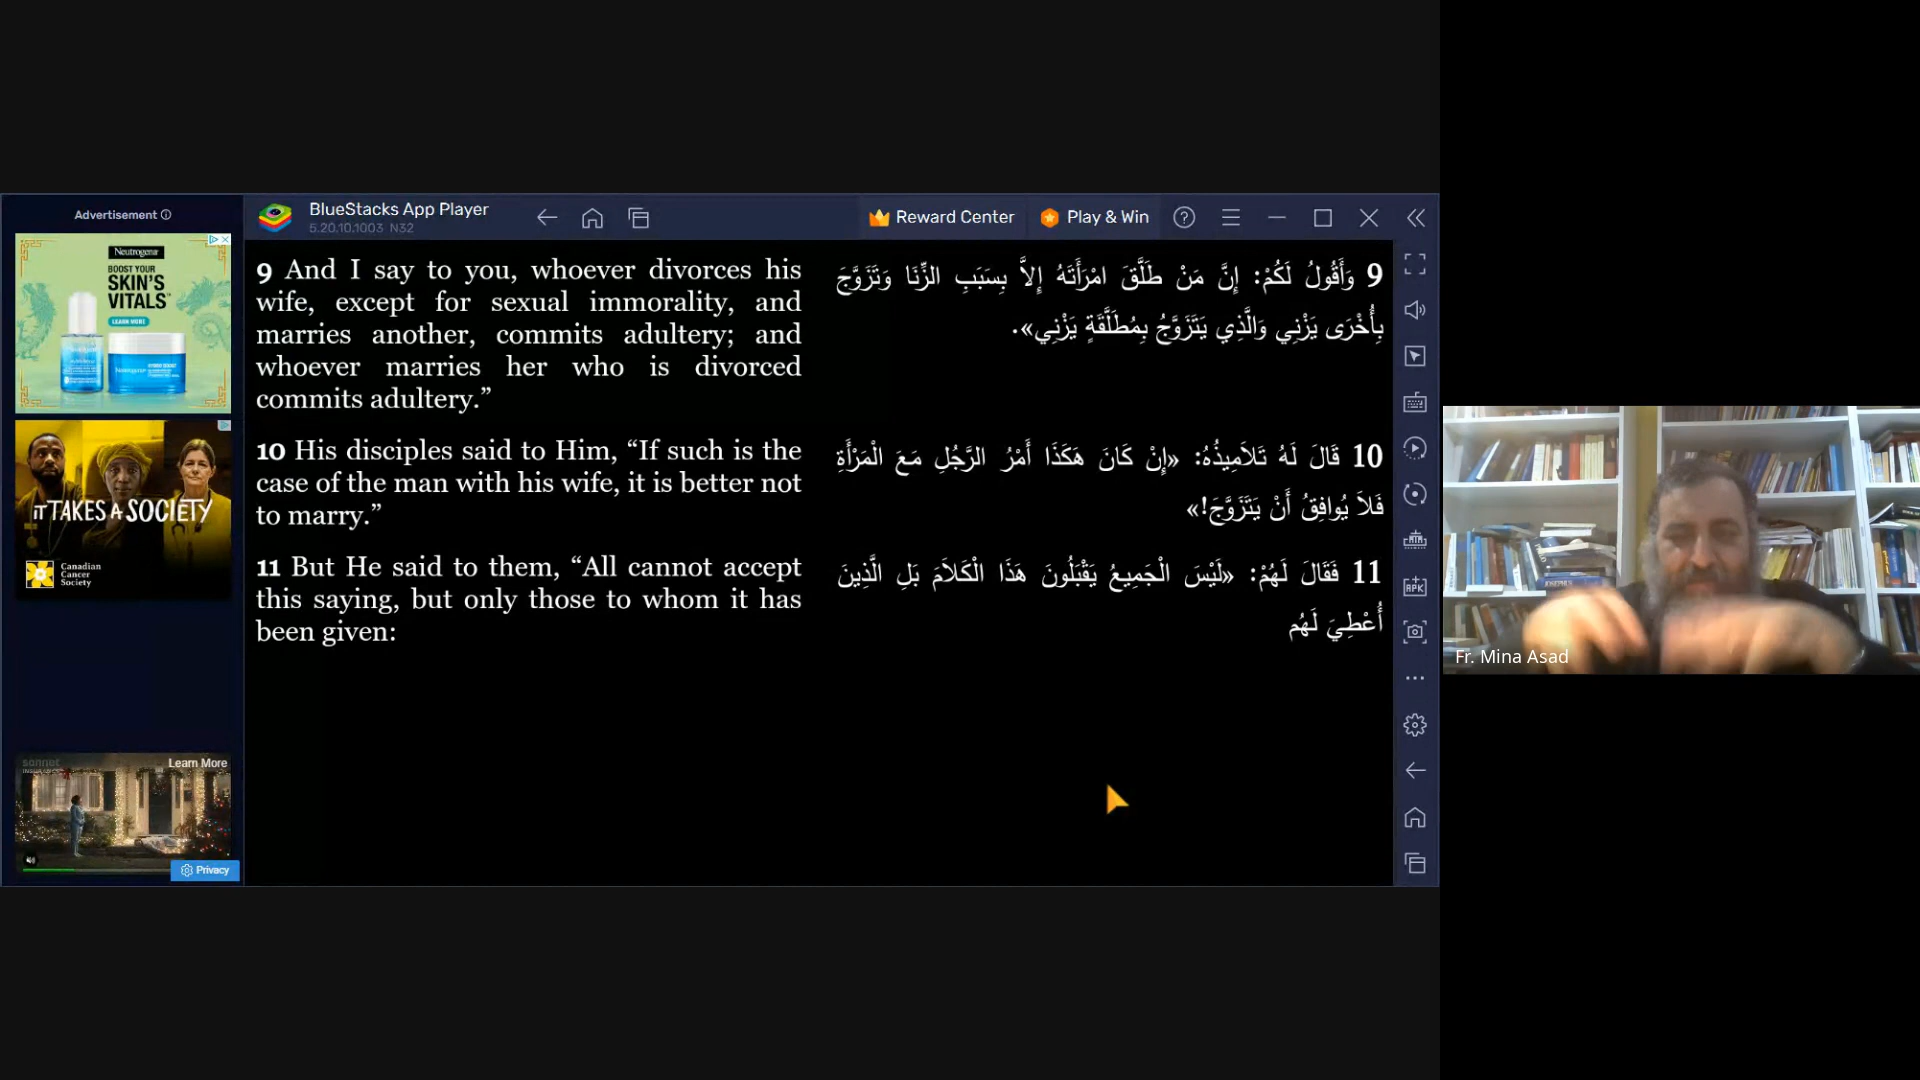 Advertisement
BlueStacks App Player
5.20.10.1003 N32
Reward Center
Play & Win
Neutrogena
BOOST YOUR
SKIN'S
VITALS
LEARN MORE
IT TAKES A SOCIETY
Canadian
Cancer
Society
sonnet
Learn More
Privacy
9 And I say to you, whoever divorces his
wife, except for sexual immorality, and
marries another, commits adultery; and
whoever marries her who is divorced
commits adultery.”
10 His disciples said to Him, “If such is the
case of the man with his wife, it is better not
to marry.”
11 But He said to them, “All cannot accept
this saying, but only those to whom it has
been given:
9 وَأَقُولُ لَكُمْ: إِنَّ مَنْ طَلَّقَ امْرَأَتَهُ إِلاَّ بِسَبَبِ الزِّنَا وَتَزَوَّجَ
بِأُخْرَى يَزْنِي وَالَّذِي يَتَزَوَّجُ بِمُطَلَّقَةٍ يَزْنِي».
10 قَالَ لَهُ تَلاَمِيذُهُ: «إِنْ كَانَ هَكَذَا أَمْرُ الرَّجُلِ مَعَ الْمَرْأَةِ
فَلاَ يُوافِقُ أَنْ يَتَزَوَّجَ!»
11 فَقَالَ لَهُمْ: «لَيْسَ الْجَمِيعُ يَقْبَلُونَ هَذَا الْكَلاَمَ بَلِ الَّذِينَ
أُعْطِيَ لَهُم
APK
Fr. Mina Asad